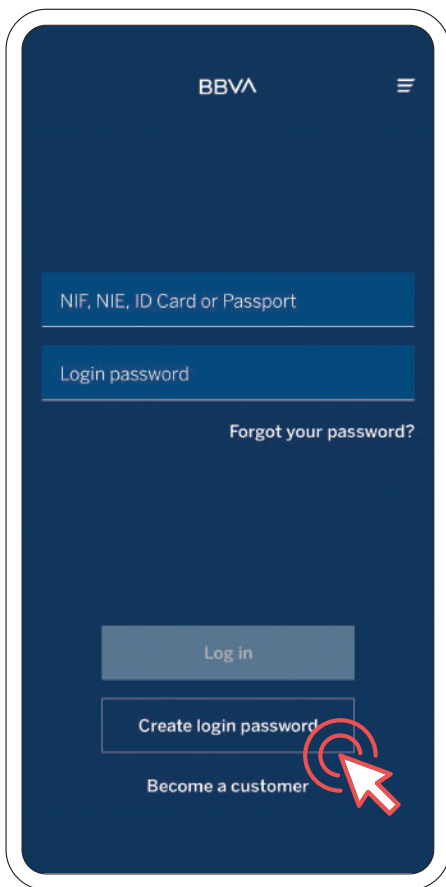 BBVA
NIF, NIE, ID Card or Passport
Login password
Forgot your password?
Log in
Create login password
Become a customer